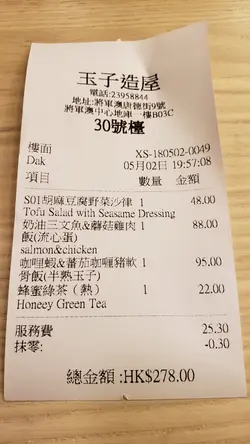 玉子造屋
電話:23958844
地址:將軍澳唐德街9號
將軍澳中心地庫一樓B03C
30號檯
樓面 XS-180502-0049
Dak 05月02日 19:57:08
項目 數量 金額
S01胡麻豆腐野菜沙律 1 48.00
Tofu Salad with Seasame Dressing
奶油三文魚&蘑菇雞肉 1 88.00
飯(流心蛋)
salmon&chicken
咖喱蝦&蕃茄咖喱豬軟 1 95.00
骨飯(半熟玉子)
蜂蜜綠茶（熱） 1 22.00
Honeey Green Tea
服務費 25.30
抹零: -0.30
總金額:HK$278.00